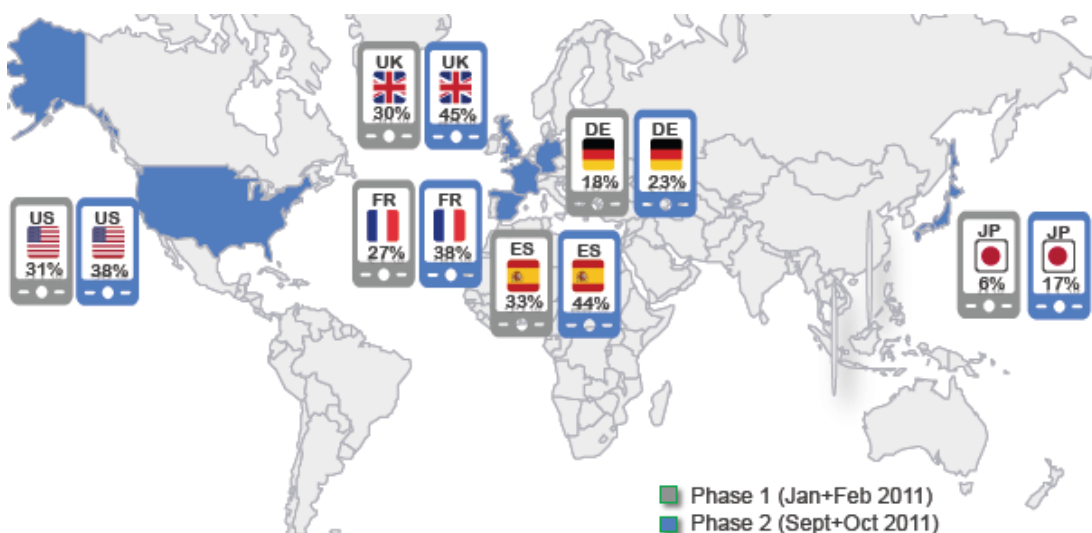 UK
30%
UK
45%
DE
18%
DE
23%
US
31%
US
38%
FR
27%
FR
38%
ES
33%
ES
44%
JP
6%
JP
17%
Phase 1 (Jan+Feb 2011)
Phase 2 (Sept+Oct 2011)